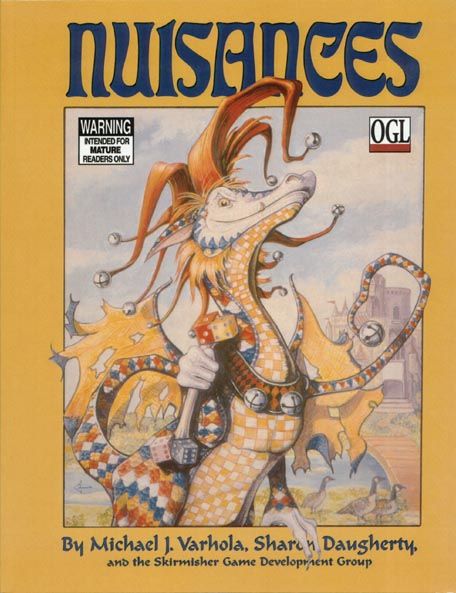 NUISANCES
WARNING
INTENDED FOR
MATURE
READERS ONLY
OGL
By Michael J. Varhola, Sharon Daugherty,
and the Skirmisher Game Development Group